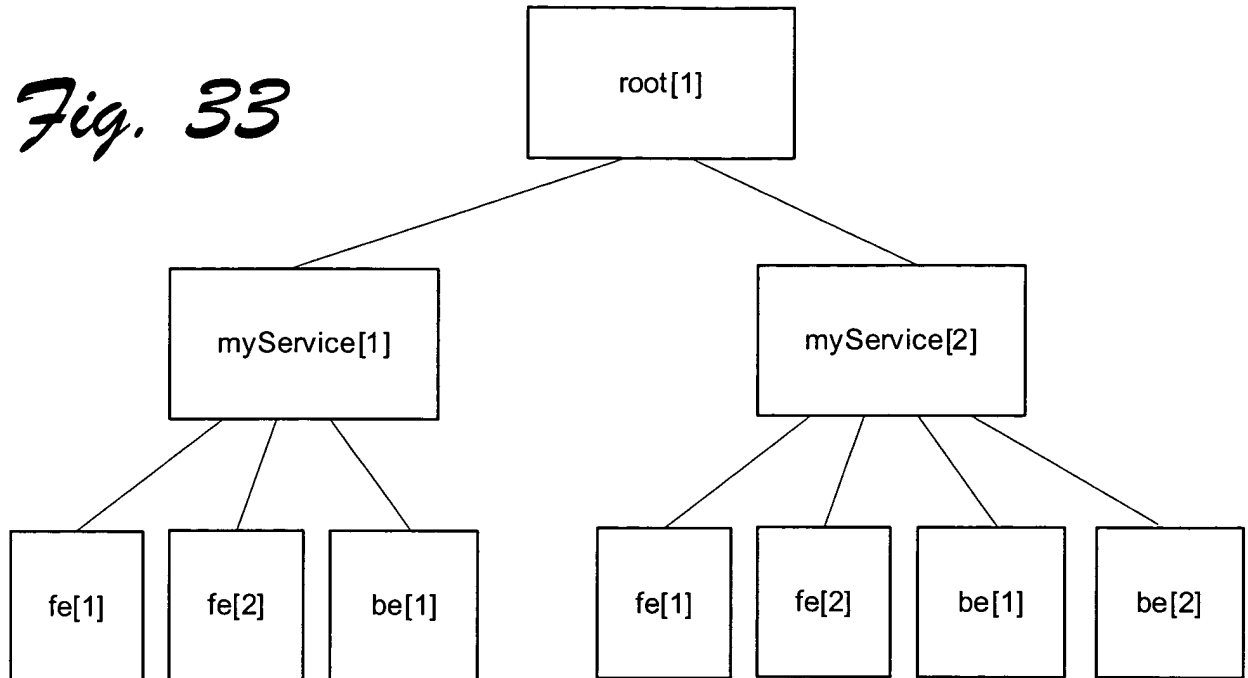 Fig. 33
root[1]
myService[1]
myService[2]
fe[1]
fe[2]
be[1]
fe[1]
fe[2]
be[1]
be[2]